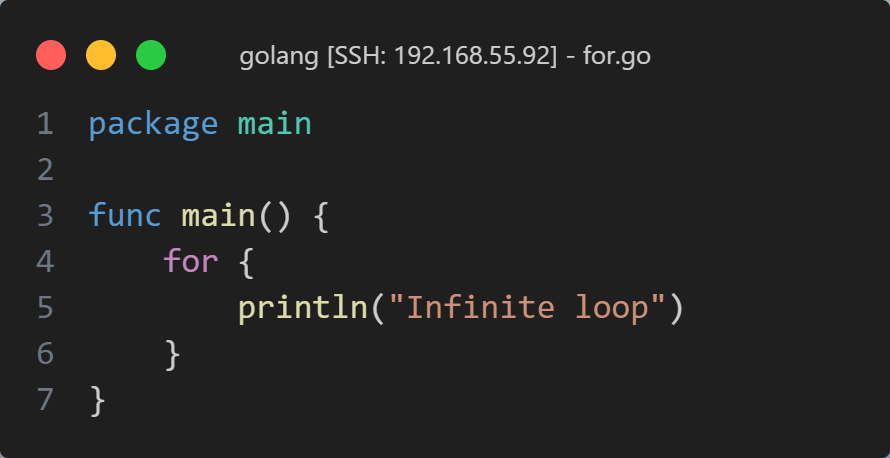 golang [SSH: 192.168.55.92] - for.go
1 package main
2
3 func main() {
4     for {
5         println("Infinite loop")
6     }
7 }